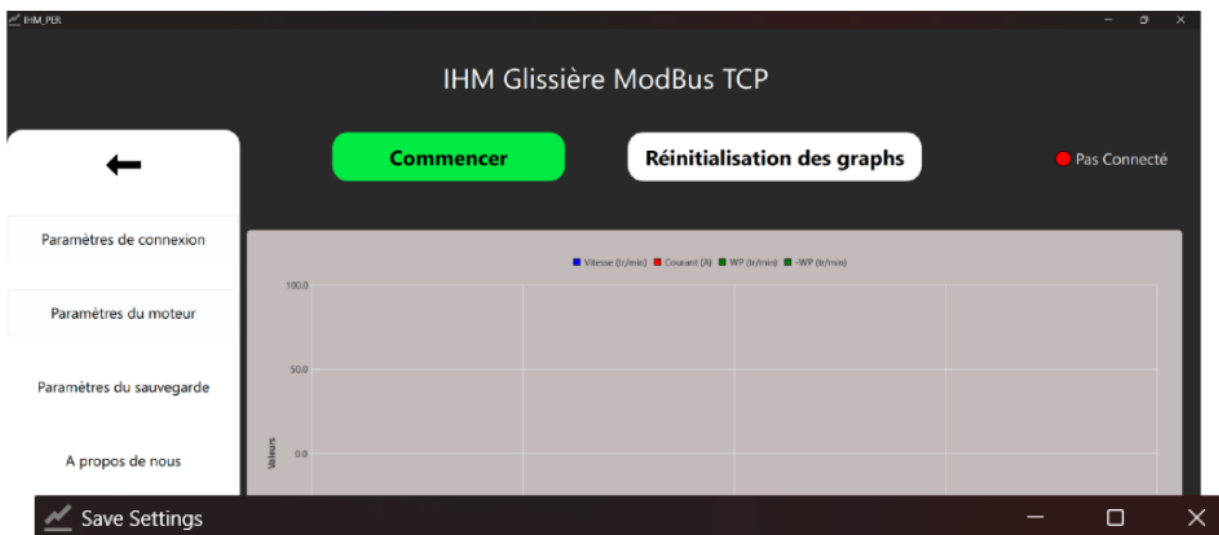 IHM_PER
IHM Glissière ModBus TCP
Commencer
Réinitialisation des graphs
Pas Connecté
Paramètres de connexion
Paramètres du moteur
Paramètres du sauvegarde
A propos de nous
Vitesse (tr/min) Courant (A) WP (tr/min) -WP (tr/min)
100.0
50.0
0.0
Valeurs
Save Settings